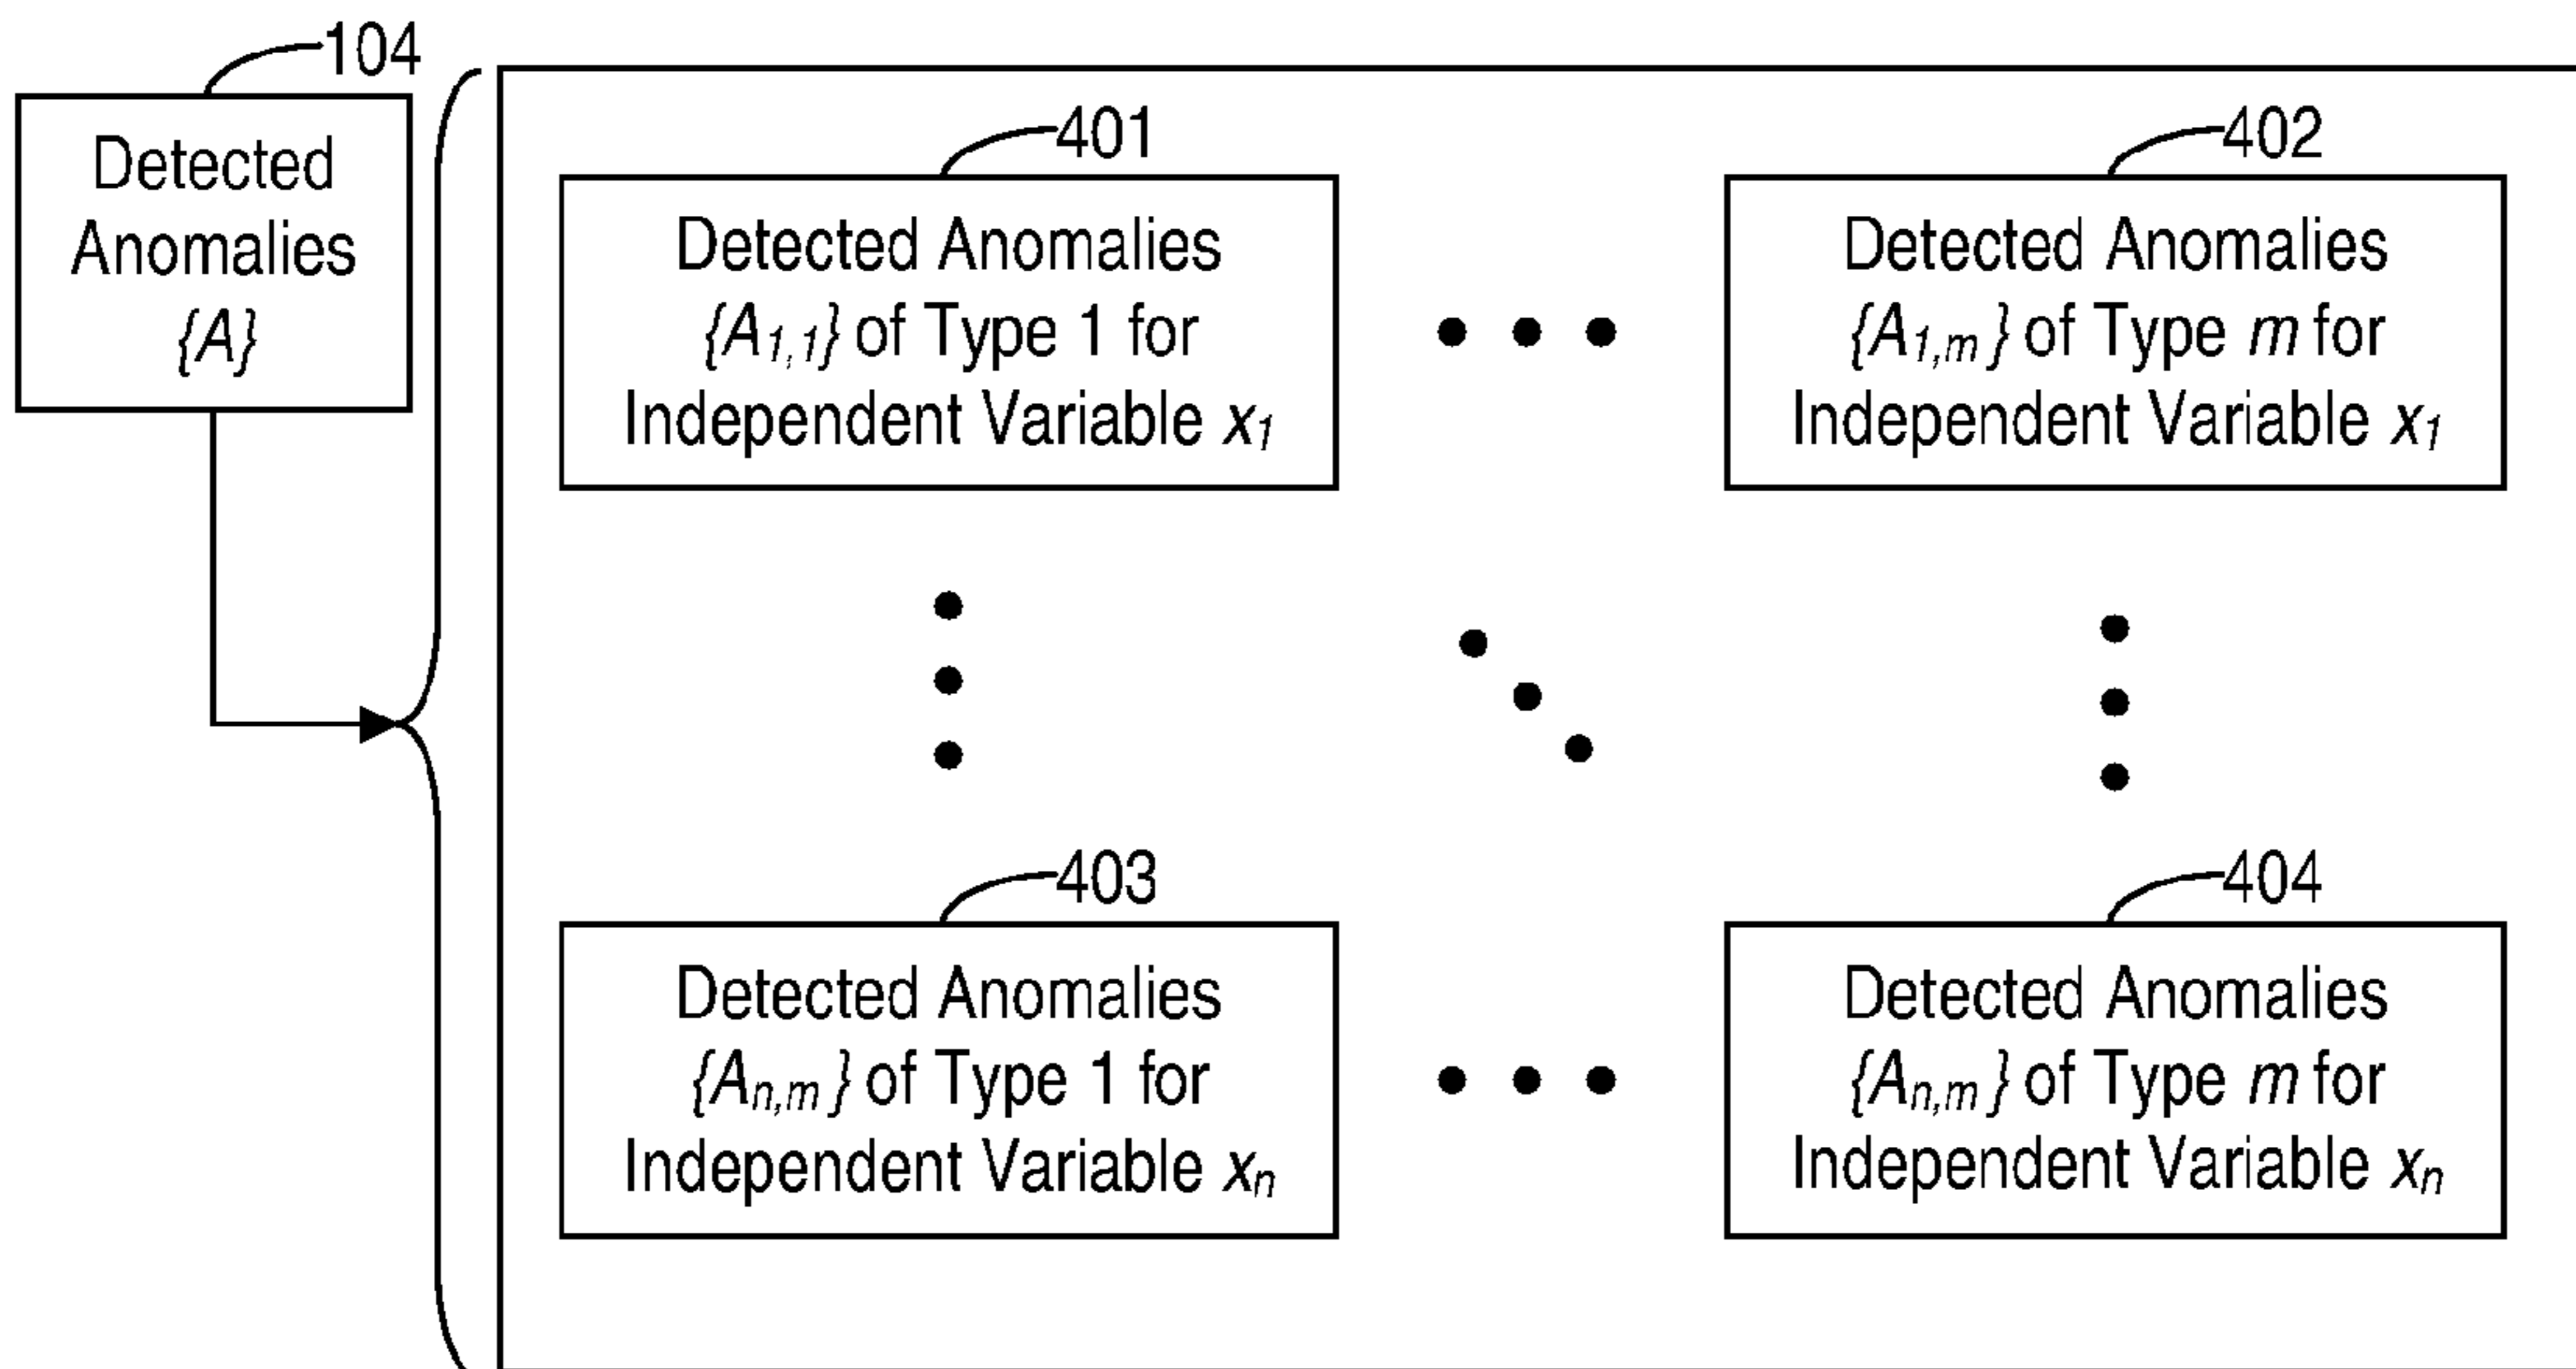 104
Detected
Anomalies
{A}
401
Detected Anomalies
{A1,1} of Type 1 for
Independent Variable x1
402
Detected Anomalies
{A1,m} of Type m for
Independent Variable x1
403
Detected Anomalies
{An,m} of Type 1 for
Independent Variable xn
404
Detected Anomalies
{An,m} of Type m for
Independent Variable xn